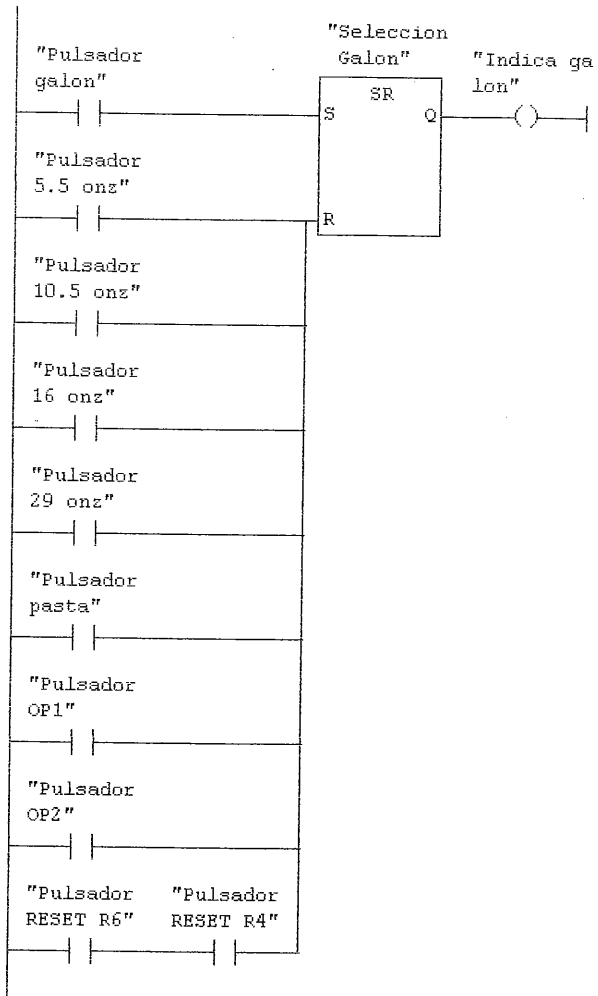 "Seleccion
Galon"
"Pulsador
galon"
"Indica ga
lon"
SR
S
Q
"Pulsador
5.5 onz"
R
"Pulsador
10.5 onz"
"Pulsador
16 onz"
"Pulsador
29 onz"
"Pulsador
pasta"
"Pulsador
OP1"
"Pulsador
OP2"
"Pulsador
RESET R6"
"Pulsador
RESET R4"